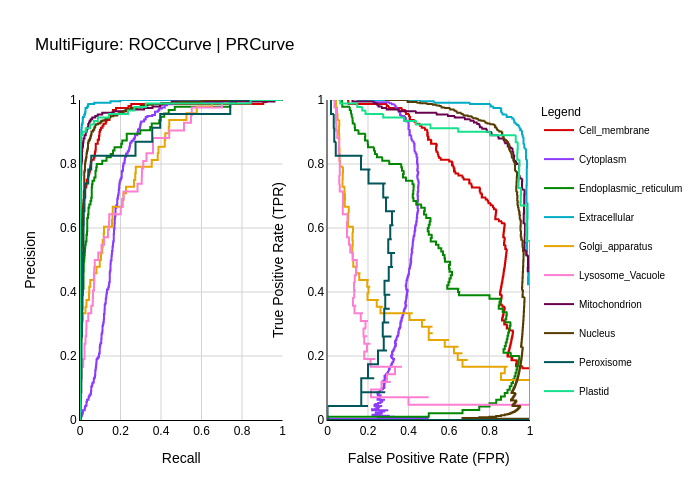 MultiFigure: ROCCurve | PRCurve
Precision
1
0.8
0.6
0.4
0.2
0
0
0.2
0.4
0.6
0.8
1
Recall
True Positive Rate (TPR)
1
0.8
0.6
0.4
0.2
0
0
0.2
0.4
0.6
0.8
1
False Positive Rate (FPR)
Legend
Cell_membrane
Cytoplasm
Endoplasmic_reticulum
Extracellular
Golgi_apparatus
Lysosome_Vacuole
Mitochondrion
Nucleus
Peroxisome
Plastid